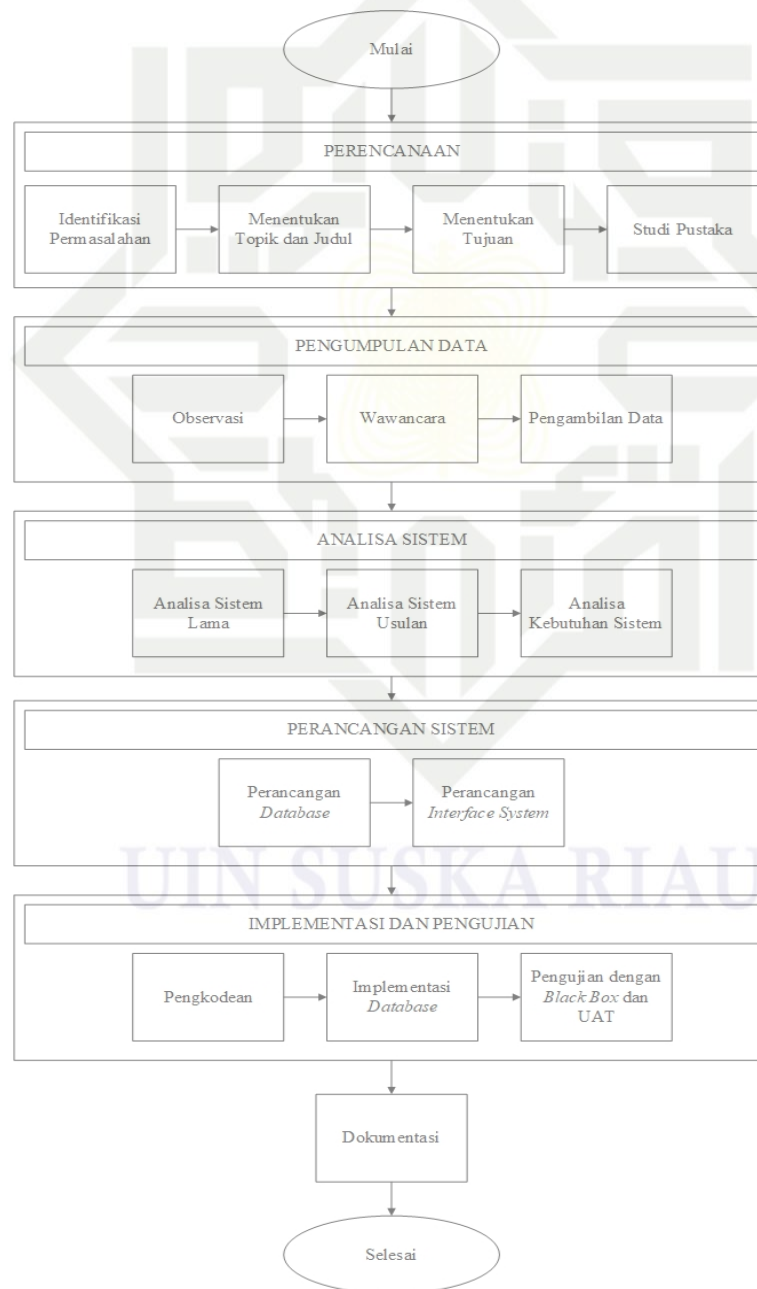 Mulai
PERENCANAAN
Identifikasi
Permasalahan
Menentukan
Topik dan Judul
Menentukan
Tujuan
Studi Pustaka
PENGUMPULAN DATA
Observasi
Wawancara
Pengambilan Data
ANALISA SISTEM
Analisa Sistem
Lama
Analisa Sistem
Usulan
Analisa
Kebutuhan Sistem
PERANCANGAN SISTEM
Perancangan
Database
Perancangan
Interface System
UIN SUSKA RIAU
IMPLEMENTASI DAN PENGUJIAN
Pengkodean
Implementasi
Database
Pengujian dengan
Black Box dan
UAT
Dokumentasi
Selesai